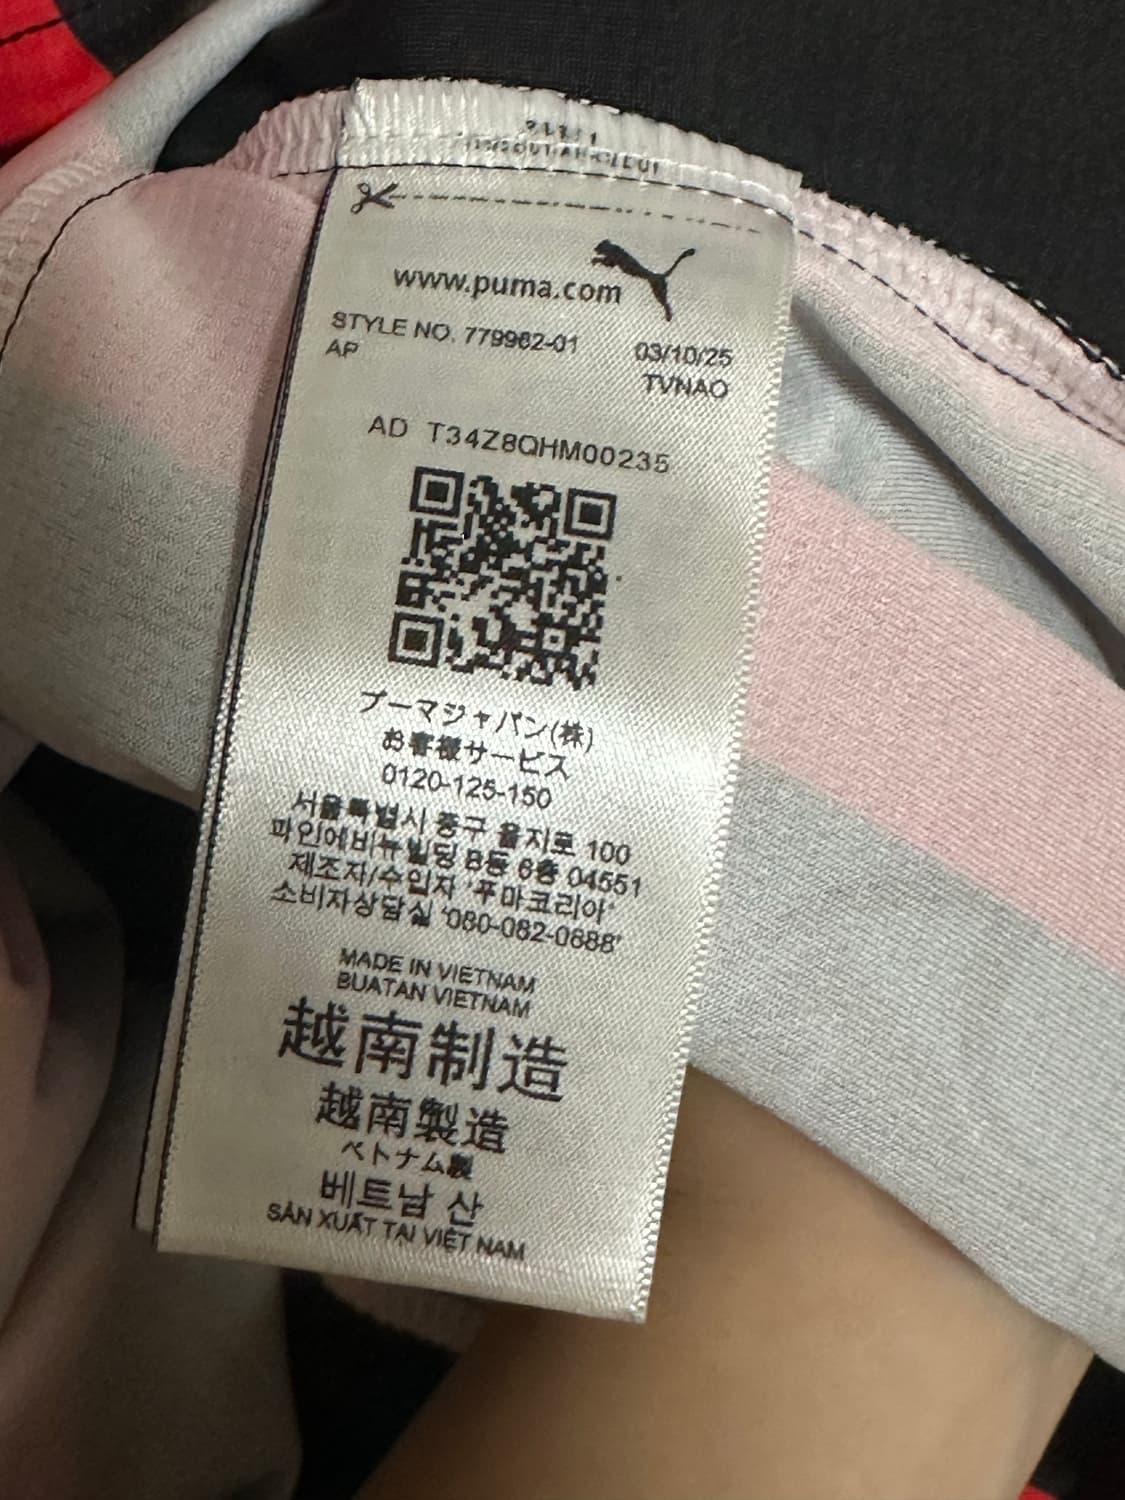 www.puma.com
STYLE NO. 779962-01 03/10/25
AP TVNAO
AD T34Z8QHM00235
プーマジャパン(株)
お客様サービス
0120-125-150
서울특별시 중구 을지로 100
파인에비뉴빌딩 B동 6층 04551
제조자/수입자 '푸마코리아'
소비자상담실 '080-082-0888'
MADE IN VIETNAM
BUATAN VIETNAM
越南制造
越南製造
ベトナム製
베트남 산
SẢN XUẤT TẠI VIỆT NAM